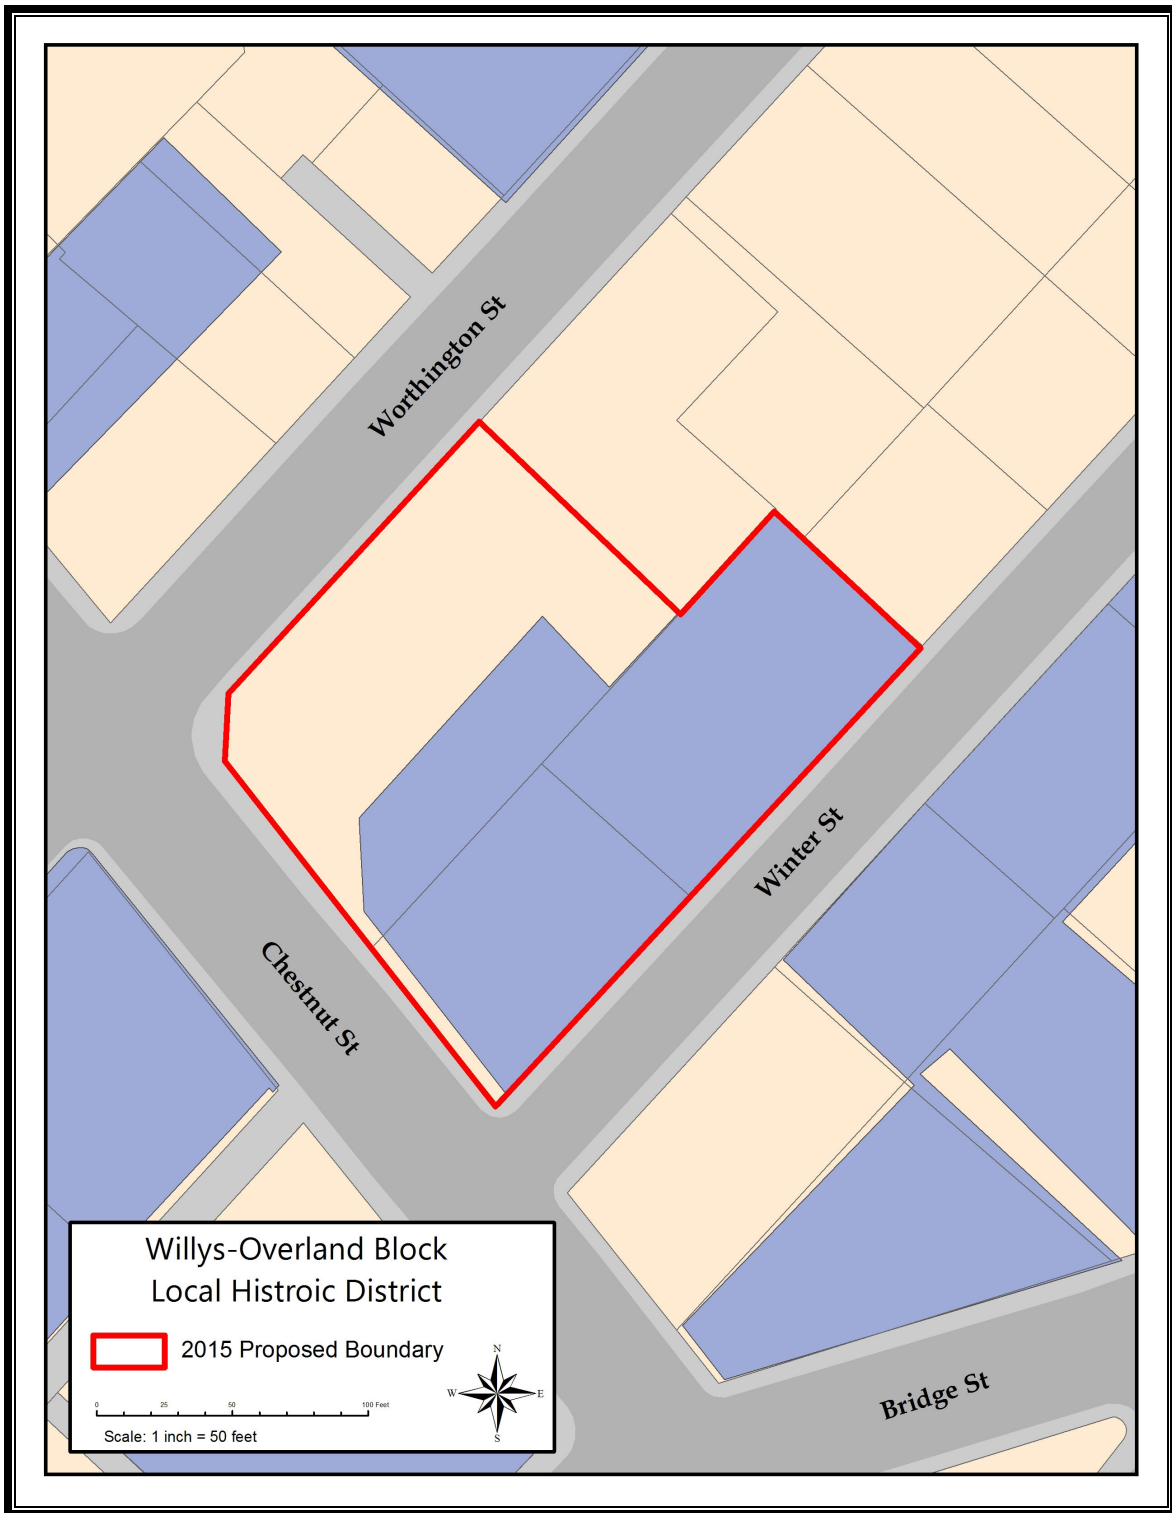 Worthington St
Winter St
Chestnut St
Bridge St
Willys-Overland Block
Local Histroic District
2015 Proposed Boundary
N
W E
S
0 25 50 100 Feet
Scale: 1 inch = 50 feet